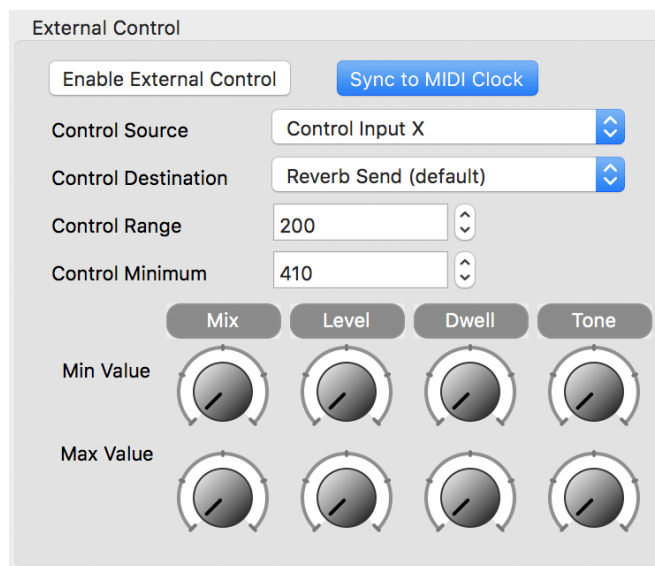 External Control
Enable External Control Sync to MIDI Clock
Control Source Control Input X
Control Destination Reverb Send (default)
Control Range 200
Control Minimum 410
Mix Level Dwell Tone
Min Value
Max Value